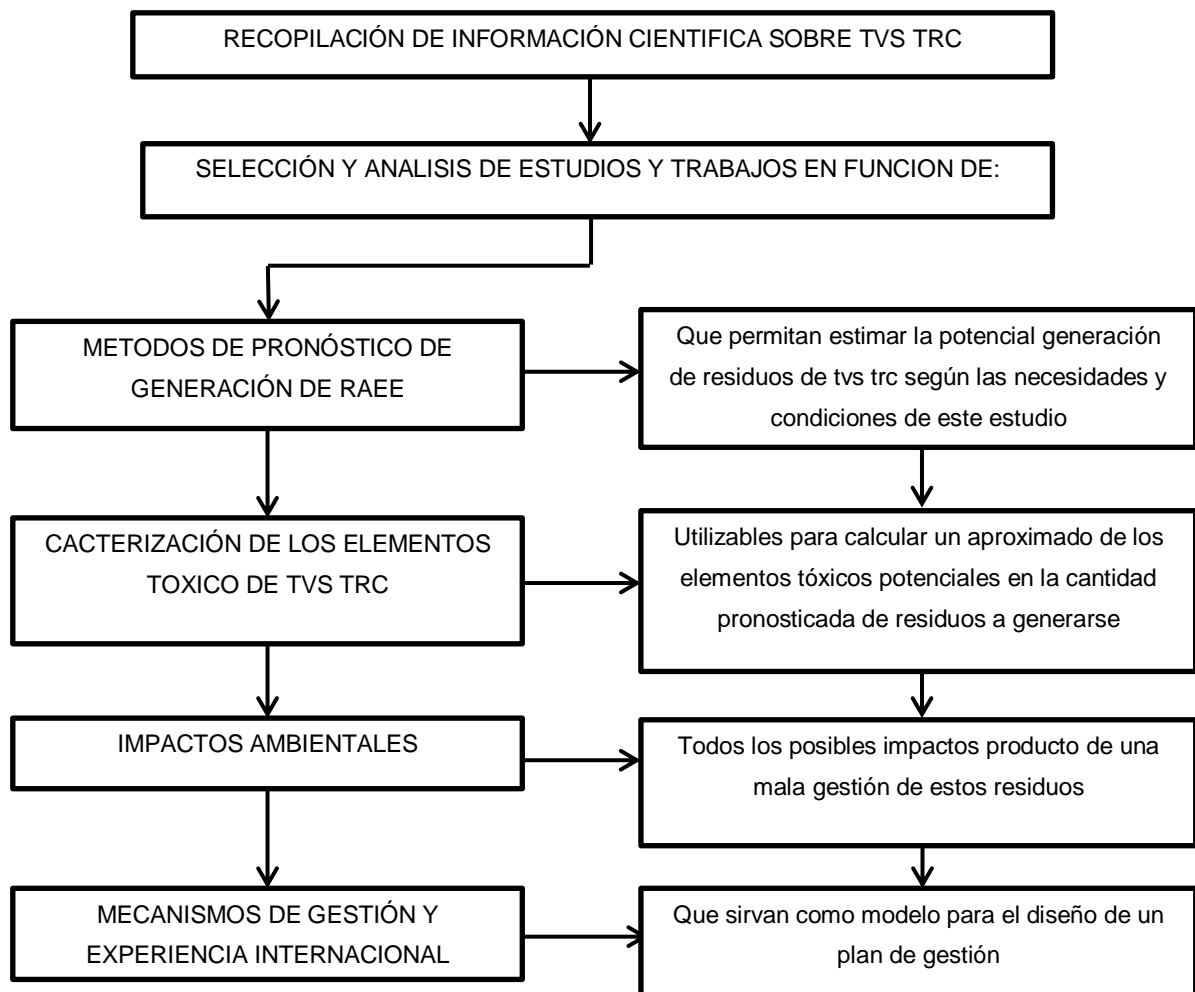 RECOPILACIÓN DE INFORMACIÓN CIENTIFICA SOBRE TVS TRC
SELECCIÓN Y ANALISIS DE ESTUDIOS Y TRABAJOS EN FUNCION DE:
METODOS DE PRONÓSTICO DE
GENERACIÓN DE RAEE
Que permitan estimar la potencial generación
de residuos de tvs trc según las necesidades y
condiciones de este estudio
CACTERIZACIÓN DE LOS ELEMENTOS
TOXICO DE TVS TRC
Utilizables para calcular un aproximado de los
elementos tóxicos potenciales en la cantidad
pronosticada de residuos a generarse
IMPACTOS AMBIENTALES
Todos los posibles impactos producto de una
mala gestión de estos residuos
MECANISMOS DE GESTIÓN Y
EXPERIENCIA INTERNACIONAL
Que sirvan como modelo para el diseño de un
plan de gestión